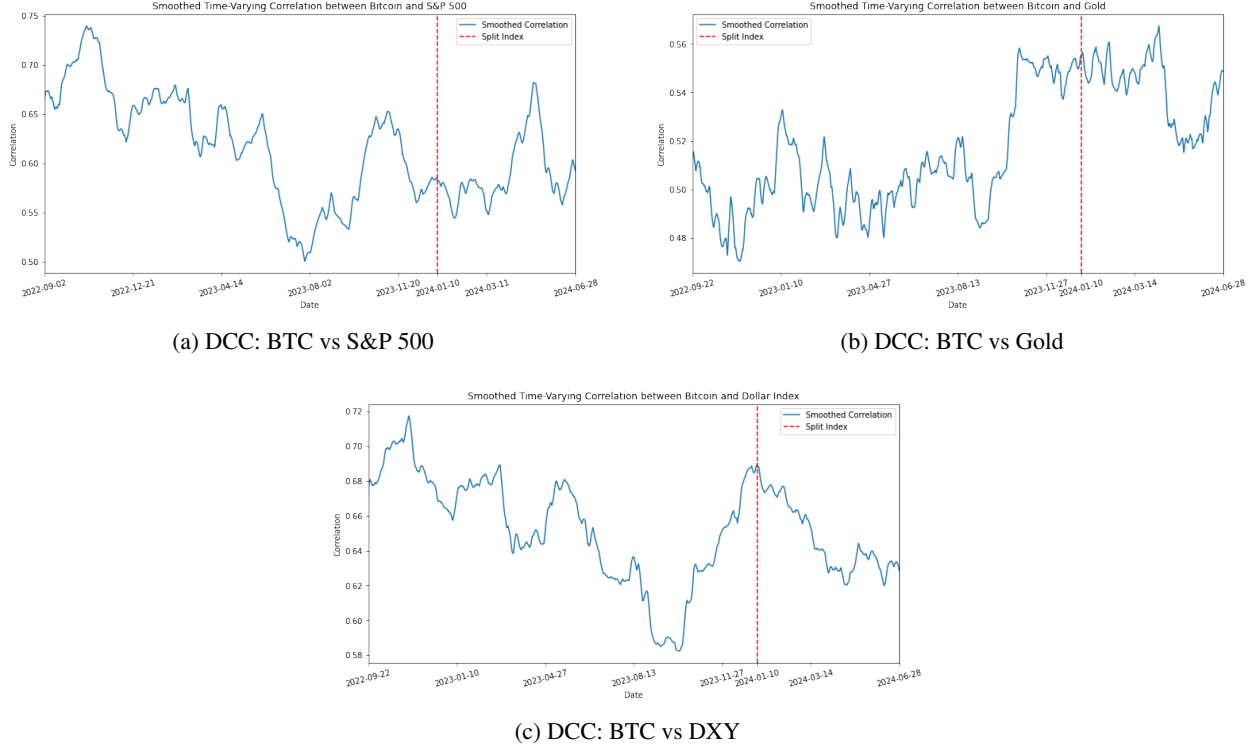 Smoothed Time-Varying Correlation between Bitcoin and S&P 500
Smoothed Correlation
Split Index
0.75
0.70
0.65
0.60
0.55
0.50
Correlation
2022-09-02
2022-12-21
2023-04-14
2023-08-02
2023-11-20
2024-01-10
2024-03-11
2024-06-28
Date
(a) DCC: BTC vs S&P 500
Smoothed Time-Varying Correlation between Bitcoin and Gold
Smoothed Correlation
Split Index
0.56
0.54
0.52
0.50
0.48
Correlation
2022-09-22
2023-01-10
2023-04-27
2023-08-13
2023-11-27
2024-01-10
2024-03-14
2024-06-28
Date
(b) DCC: BTC vs Gold
Smoothed Time-Varying Correlation between Bitcoin and Dollar Index
Smoothed Correlation
Split Index
0.72
0.70
0.68
0.66
0.64
0.62
0.60
0.58
Correlation
2022-09-22
2023-01-10
2023-04-27
2023-08-13
2023-11-27
2024-01-10
2024-03-14
2024-06-28
Date
(c) DCC: BTC vs DXY